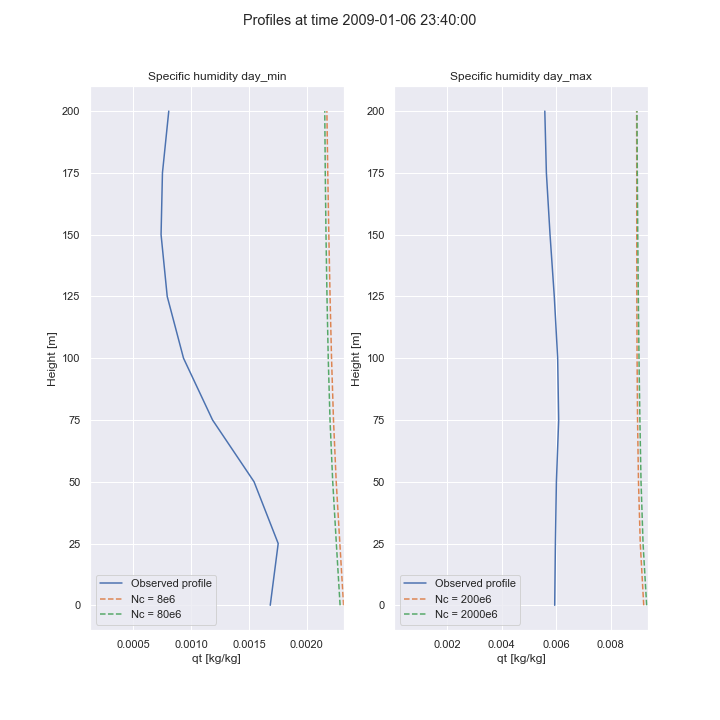 Profiles at time 2009-01-06 23:40:00
Specific humidity day_min
200
175
150
125
100
75
50
25
0
Height [m]
Observed profile
Nc = 8e6
Nc = 80e6
0.0005 0.0010 0.0015 0.0020
qt [kg/kg]
Specific humidity day_max
200
175
150
125
100
75
50
25
0
Height [m]
Observed profile
Nc = 200e6
Nc = 2000e6
0.002 0.004 0.006 0.008
qt [kg/kg]